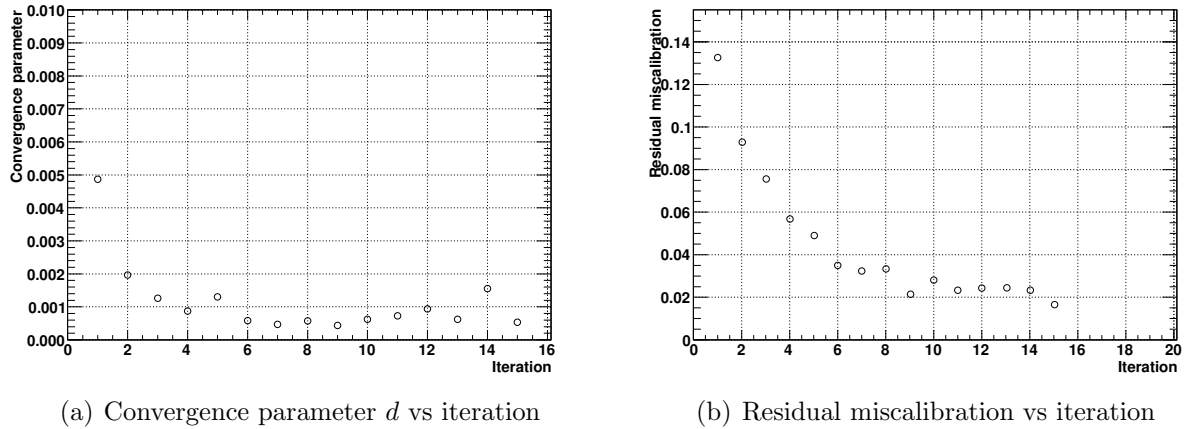 Convergence parameter
0.010
0.009
0.008
0.007
0.006
0.005
0.004
0.003
0.002
0.001
0.000
0 2 4 6 8 10 12 14 16
Iteration
(a) Convergence parameter d vs iteration
Residual miscalibration
0.14
0.12
0.1
0.08
0.06
0.04
0.02
0
0 2 4 6 8 10 12 14 16 18 20
Iteration
(b) Residual miscalibration vs iteration